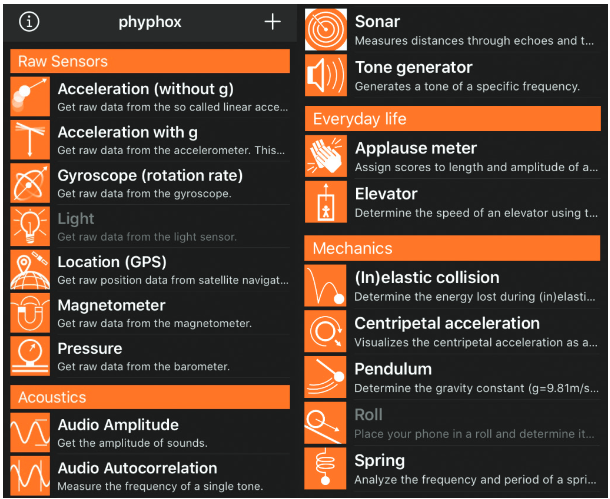 phyphox
Raw Sensors
Acceleration (without g)
Get raw data from the so called linear acce...
Acceleration with g
Get raw data from the accelerometer. This...
Gyroscope (rotation rate)
Get raw data from the gyroscope.
Light
Get raw data from the light sensor.
Location (GPS)
Get raw position data from satellite navigat...
Magnetometer
Get raw data from the magnetometer.
Pressure
Get raw data from the barometer.
Acoustics
Audio Amplitude
Get the amplitude of sounds.
Audio Autocorrelation
Measure the frequency of a single tone.
Sonar
Measures distances through echoes and t...
Tone generator
Generates a tone of a specific frequency.
Everyday life
Applause meter
Assign scores to length and amplitude of a...
Elevator
Determine the speed of an elevator using t...
Mechanics
(In)elastic collision
Determine the energy lost during (in)elasti...
Centripetal acceleration
Visualizes the centripetal acceleration as a...
Pendulum
Determine the gravity constant (g=9.81m/s...
Roll
Place your phone in a roll and determine it...
Spring
Analyze the frequency and period of a spri...